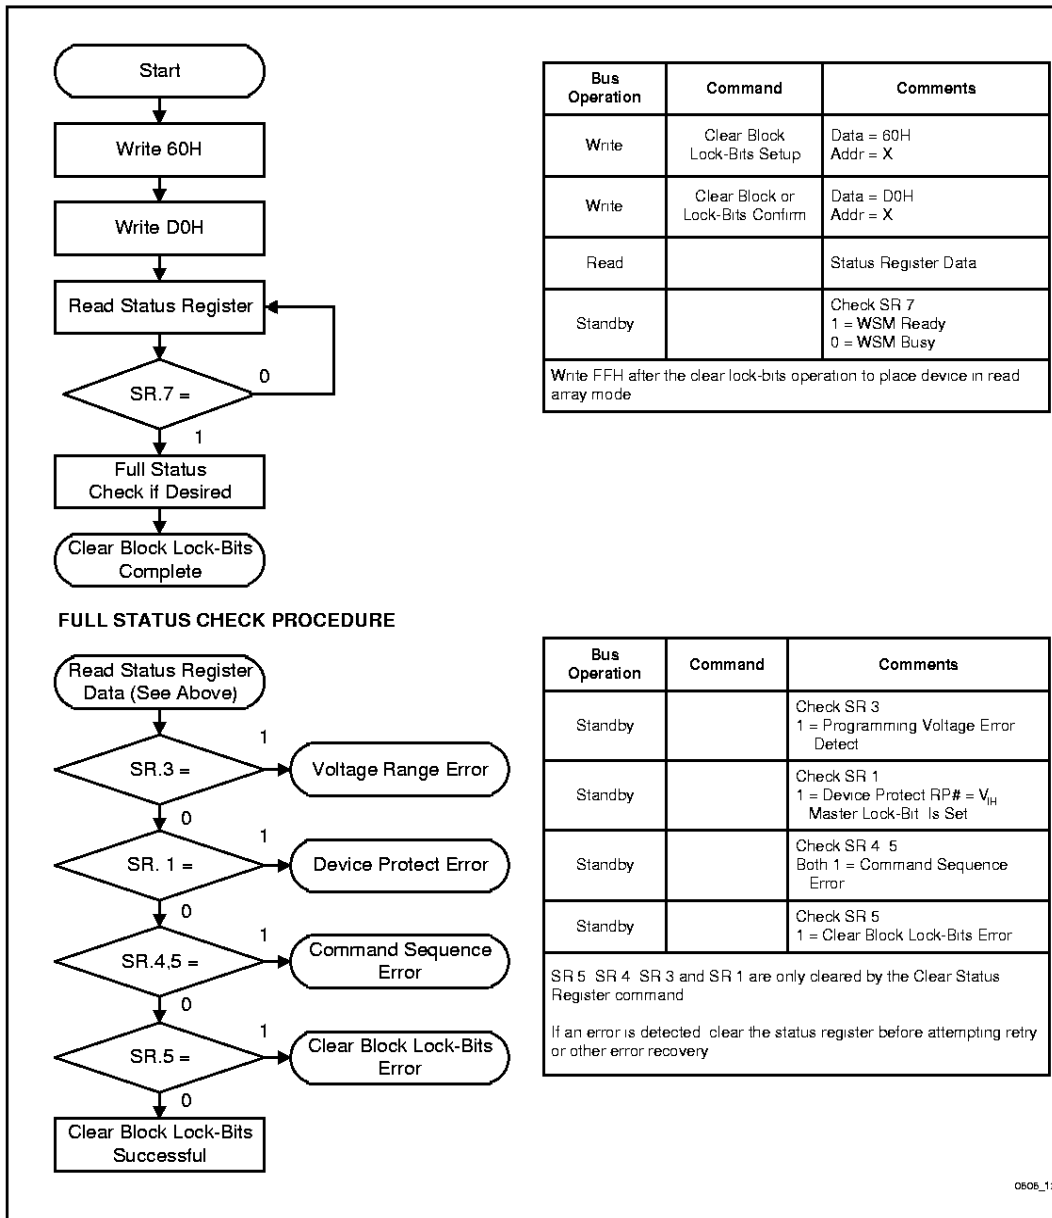 Start
Write 60H
Write D0H
Read Status Register
SR.7 =
0
1
Full Status
Check if Desired
Clear Block Lock-Bits
Complete
Bus
Operation
Command
Comments
Write
Clear Block
Lock-Bits Setup
Data = 60H
Addr = X
Write
Clear Block or
Lock-Bits Confirm
Data = D0H
Addr = X
Read
Status Register Data
Standby
Check SR 7
1 = WSM Ready
0 = WSM Busy
Write FFH after the clear lock-bits operation to place device in read
array mode
FULL STATUS CHECK PROCEDURE
Read Status Register
Data (See Above)
SR.3 =
1
Voltage Range Error
0
SR. 1 =
1
Device Protect Error
0
SR.4,5 =
1
Command Sequence
Error
0
SR.5 =
1
Clear Block Lock-Bits
Error
0
Clear Block Lock-Bits
Successful
Bus
Operation
Command
Comments
Standby
Check SR 3
1 = Programming Voltage Error
Detect
Standby
Check SR 1
1 = Device Protect RP# = VIH
Master Lock-Bit Is Set
Standby
Check SR 4 5
Both 1 = Command Sequence
Error
Standby
Check SR 5
1 = Clear Block Lock-Bits Error
SR 5 SR 4 SR 3 and SR 1 are only cleared by the Clear Status
Register command
If an error is detected clear the status register before attempting retry
or other error recovery